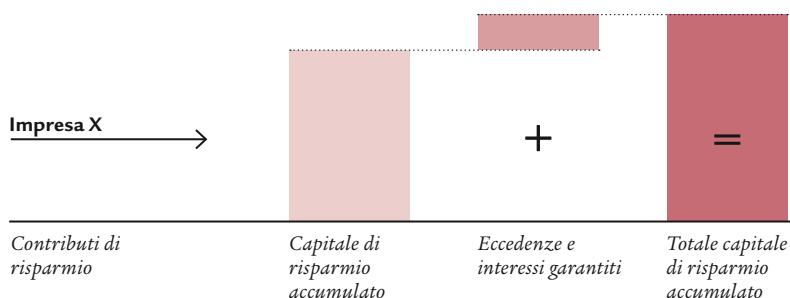 Impresa X
+
=
Contributi di
risparmio
Capitale di
risparmio
accumulato
Eccedenze e
interessi garantiti
Totale capitale
di risparmio
accumulato